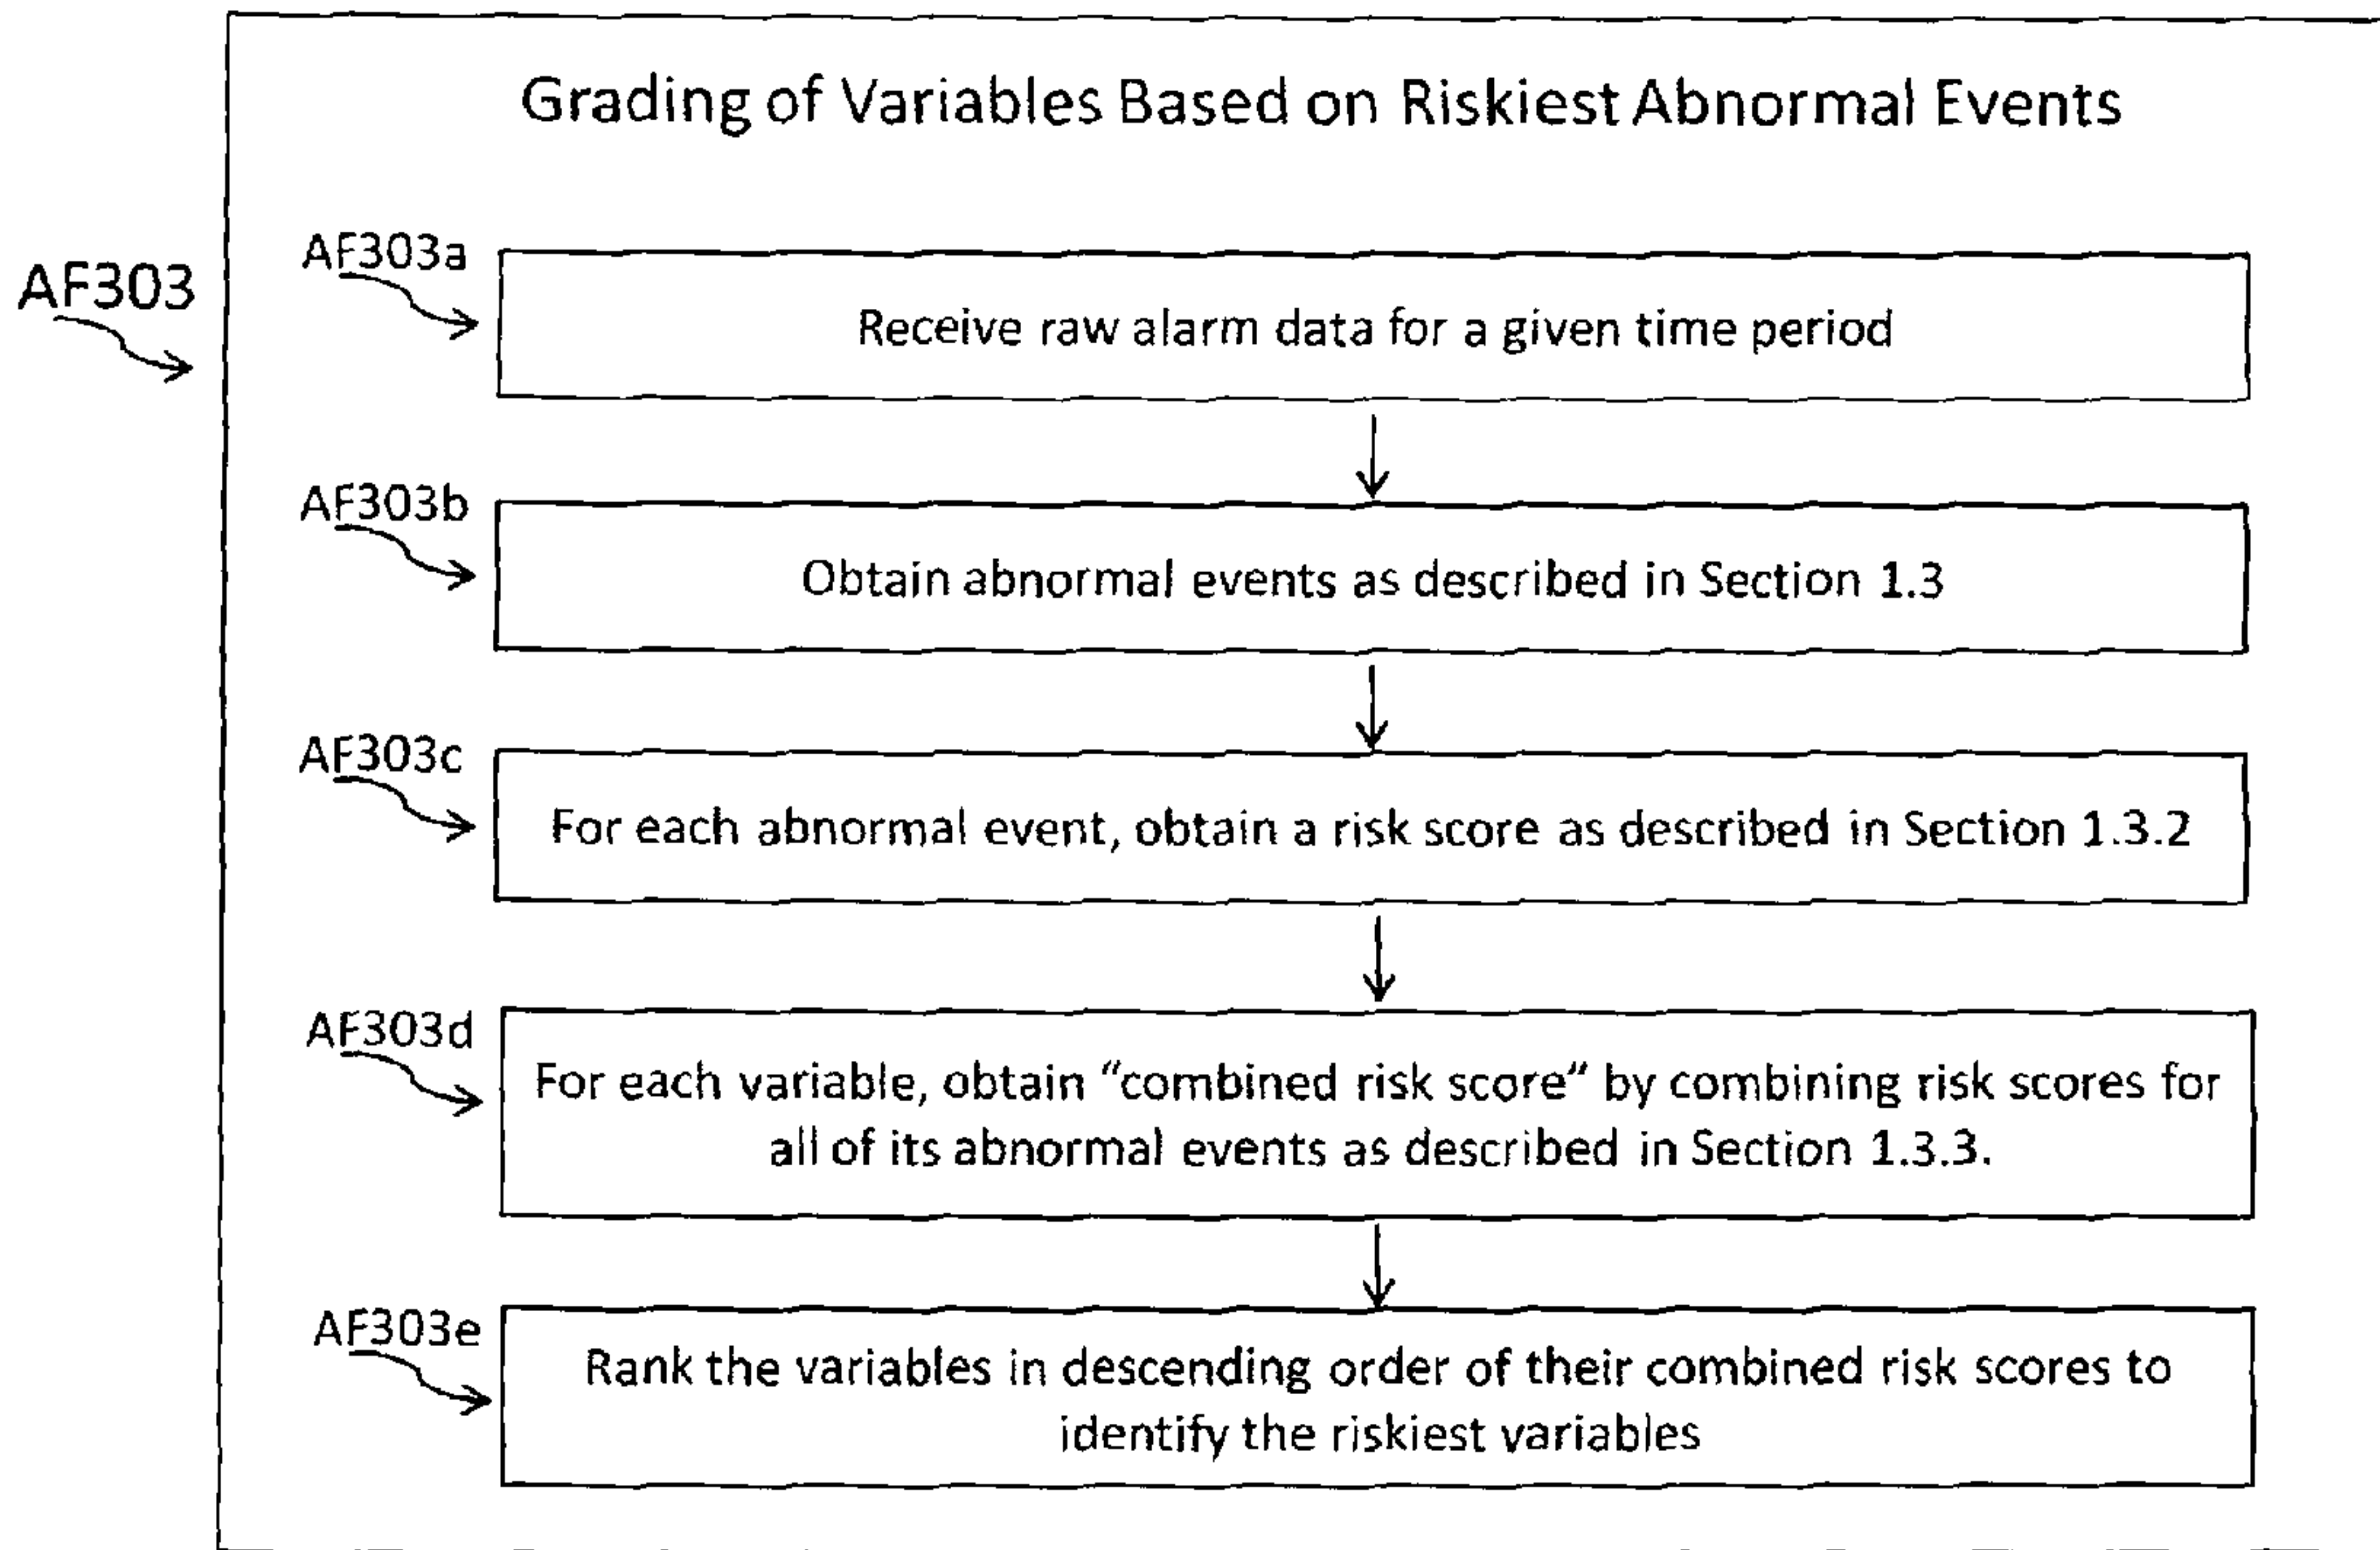 Grading of Variables Based on Riskiest Abnormal Events
AF303
AF303a
Receive raw alarm data for a given time period
AF303b
Obtain abnormal events as described in Section 1.3
AF303c
For each abnormal event, obtain a risk score as described in Section 1.3.2
AF303d
For each variable, obtain “combined risk score” by combining risk scores for
all of its abnormal events as described in Section 1.3.3.
AF303e
Rank the variables in descending order of their combined risk scores to
identify the riskiest variables